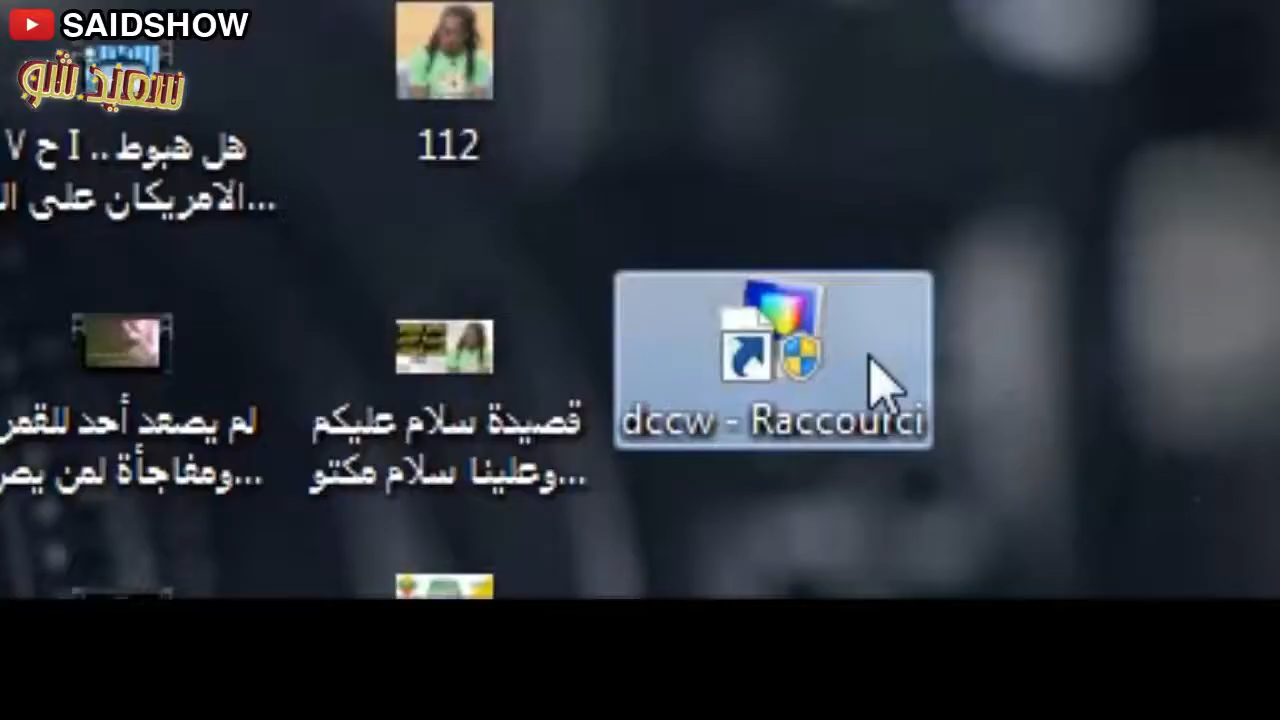 SAIDSHOW
سعيد شو
هل هبوط .. I ح V
الامريكان على ال...
112
لم يصعد أحد للقمر
ومفاجأة لمن يصر...
قصيدة سلام عليكم
وعلينا سلام مكتو...
dccw - Raccourci